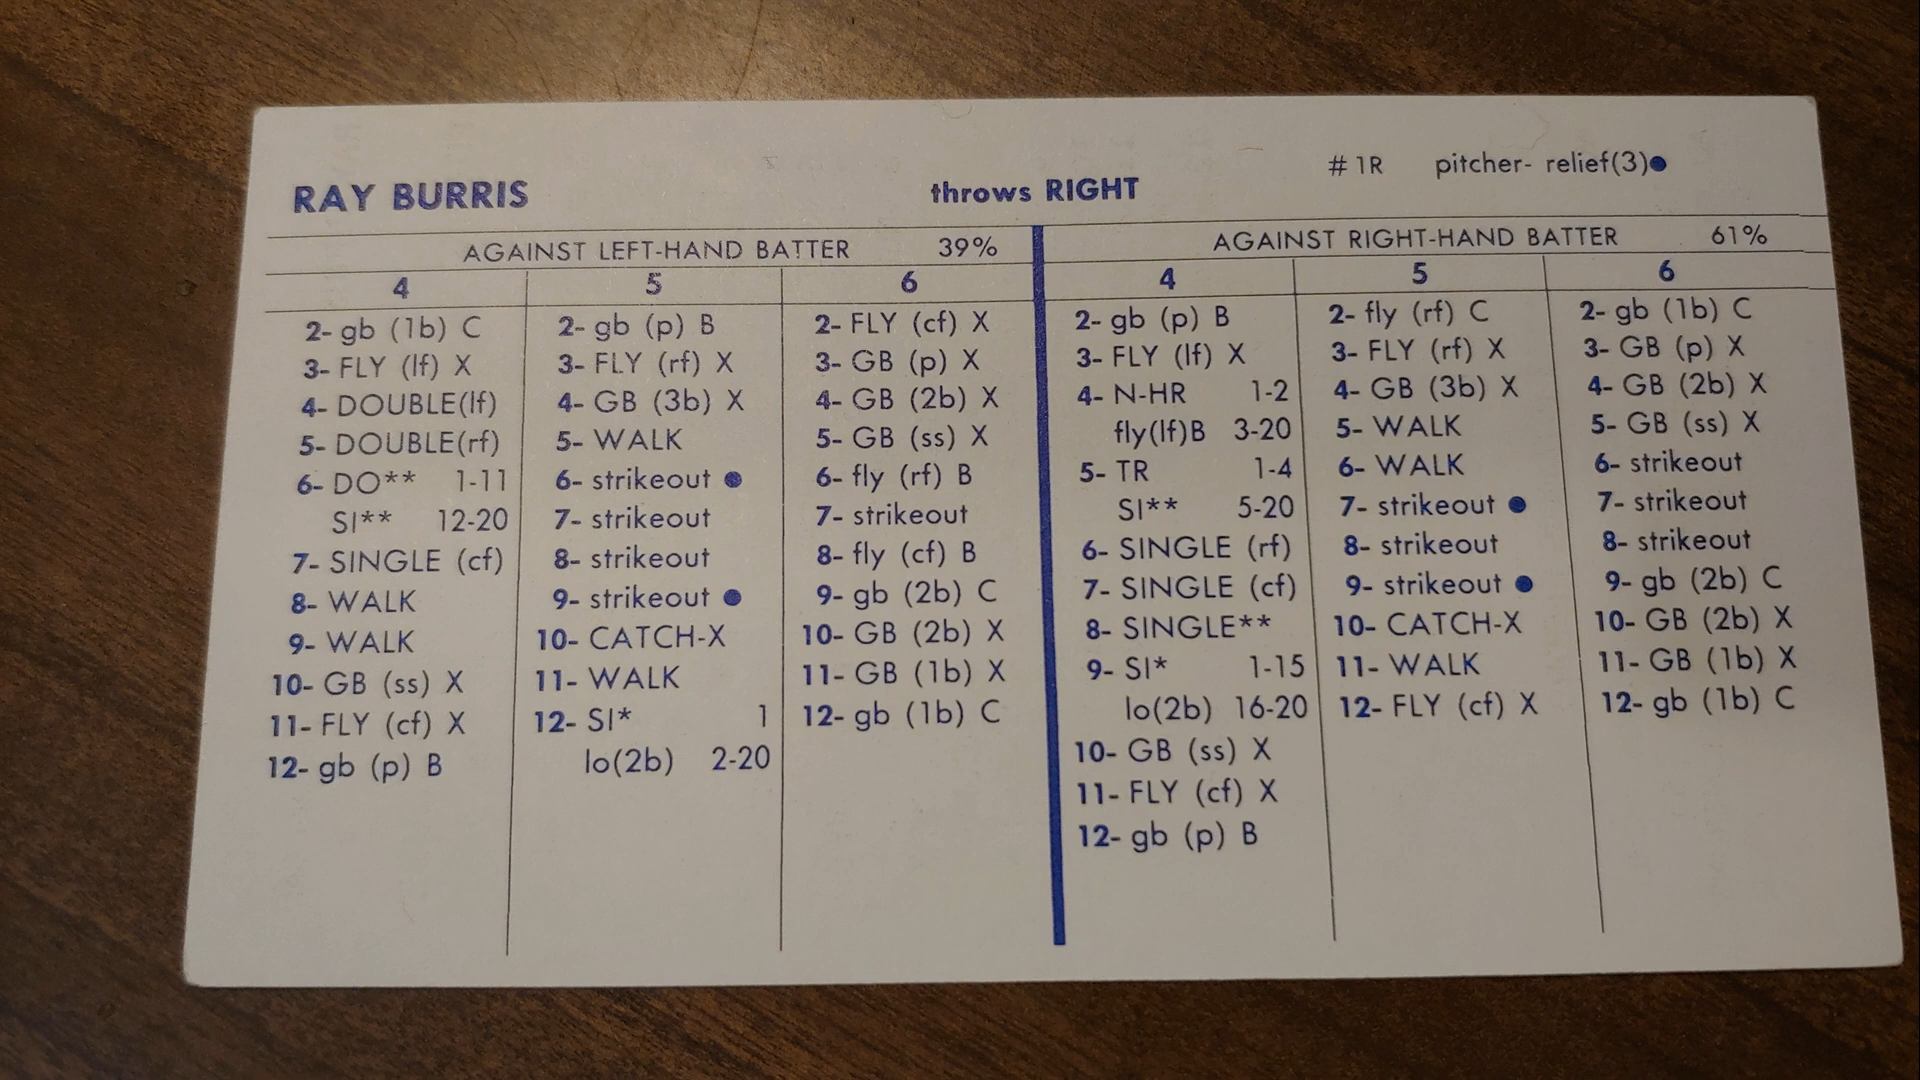 RAY BURRIS throws RIGHT #1R pitcher- relief(3)●
AGAINST LEFT-HAND BATTER 39%
4 5 6
2- gb (1b) C
3- FLY (lf) X
4- DOUBLE(lf)
5- DOUBLE(rf)
6- DO** 1-11
SI** 12-20
7- SINGLE (cf)
8- WALK
9- WALK
10- GB (ss) X
11- FLY (cf) X
12- gb (p) B
2- gb (p) B
3- FLY (rf) X
4- GB (3b) X
5- WALK
6- strikeout ●
7- strikeout
8- strikeout
9- strikeout ●
10- CATCH-X
11- WALK
12- SI* 1
lo(2b) 2-20
2- FLY (cf) X
3- GB (p) X
4- GB (2b) X
5- GB (ss) X
6- fly (rf) B
7- strikeout
8- fly (cf) B
9- gb (2b) C
10- GB (2b) X
11- GB (1b) X
12- gb (1b) C
AGAINST RIGHT-HAND BATTER 61%
4 5 6
2- gb (p) B
3- FLY (lf) X
4- N-HR 1-2
fly(lf)B 3-20
5- TR 1-4
SI** 5-20
6- SINGLE (rf)
7- SINGLE (cf)
8- SINGLE**
9- SI* 1-15
lo(2b) 16-20
10- GB (ss) X
11- FLY (cf) X
12- gb (p) B
2- fly (rf) C
3- FLY (rf) X
4- GB (3b) X
5- WALK
6- WALK
7- strikeout ●
8- strikeout
9- strikeout ●
10- CATCH-X
11- WALK
12- FLY (cf) X
2- gb (1b) C
3- GB (p) X
4- GB (2b) X
5- GB (ss) X
6- strikeout
7- strikeout
8- strikeout
9- gb (2b) C
10- GB (2b) X
11- GB (1b) X
12- gb (1b) C